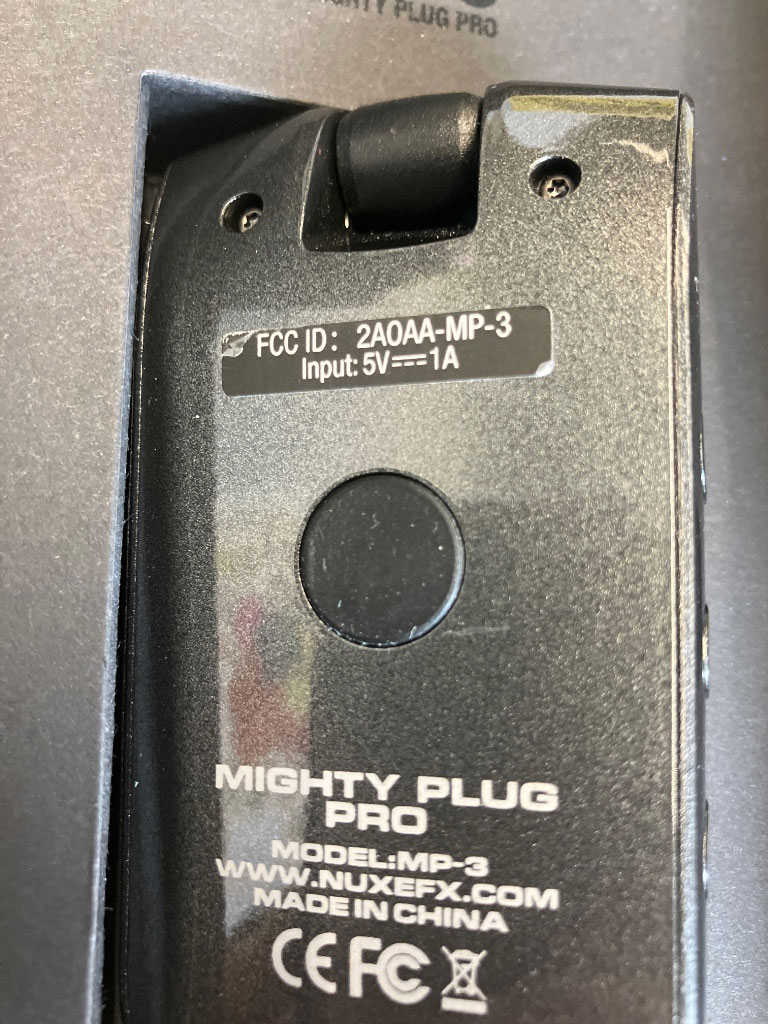 MIGHTY PLUG PRO
FCC ID: 2AOAA-MP-3
Input: 5V⎓1A
MIGHTY PLUG
PRO
MODEL:MP-3
WWW.NUXEFX.COM
MADE IN CHINA
CE FC